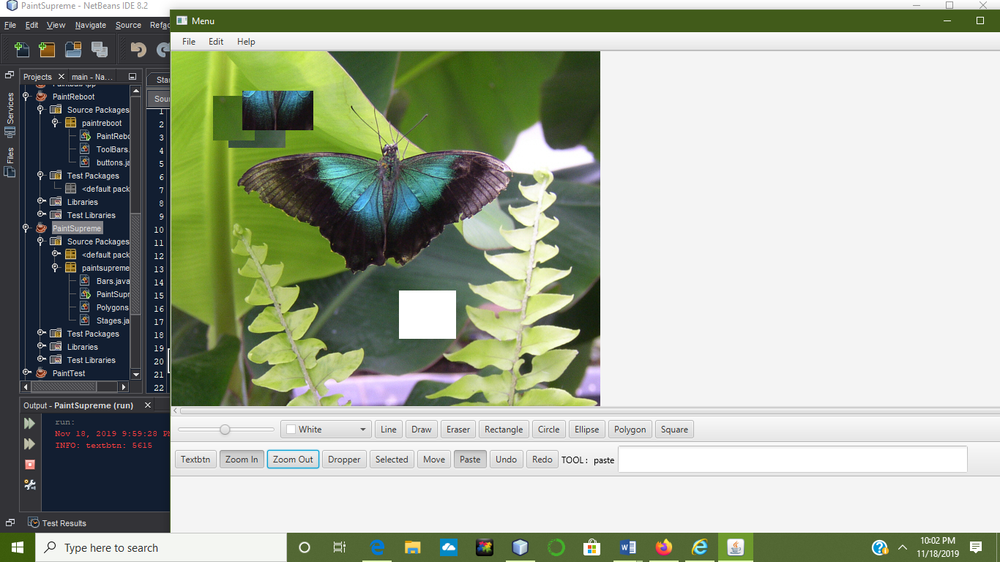 PaintSupreme - NetBeans IDE 8.2
File Edit View Navigate Source Refac
Menu
File Edit Help
Projects main - Na...
Services
Files
PaintReboot
Source Packages
paintreboot
PaintRebo
ToolBars.
buttons.ja
Test Packages
<default pack
Libraries
Test Libraries
PaintSupreme
Source Packages
<default pack
paintsupreme
Bars.java
PaintSupr
Polygons
Stages.ja
Test Packages
Libraries
Test Libraries
PaintTest
Star
Sour
1
2
3
4
5
6
7
8
9
10
11
12
13
14
15
16
17
18
19
20
21
22
Output - PaintSupreme (run)
run:
Nov 18, 2019 9:59:28 PM
INFO: textbtn: 5615
Test Results
White Line Draw Eraser Rectangle Circle Ellipse Polygon Square
Textbtn Zoom In Zoom Out Dropper Selected Move Paste Undo Redo TOOL: paste
Type here to search
10:02 PM
11/18/2019